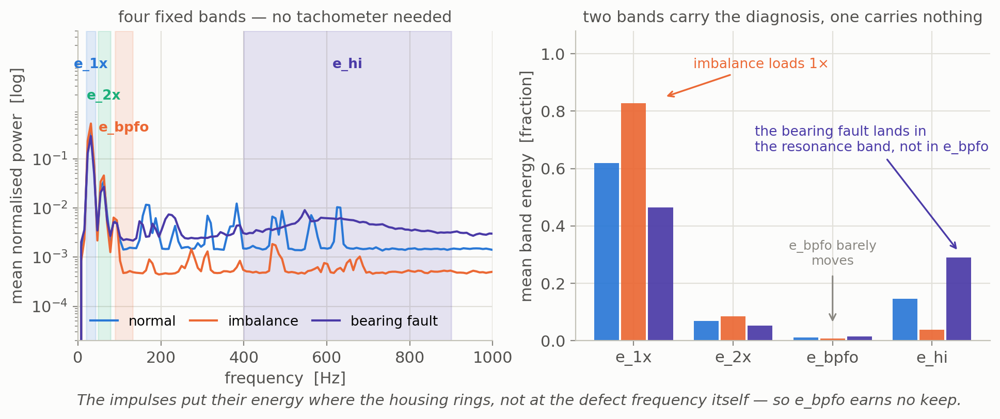 four fixed bands — no tachometer needed
mean normalised power [log]
10⁻¹
10⁻²
10⁻³
10⁻⁴
e_1x
e_2x
e_bpfo
e_hi
normal
imbalance
bearing fault
0
200
400
600
800
1000
frequency [Hz]
two bands carry the diagnosis, one carries nothing
mean band energy [fraction]
1.0
0.8
0.6
0.4
0.2
0.0
imbalance loads 1×
the bearing fault lands in
the resonance band, not in e_bpfo
e_bpfo barely
moves
e_1x
e_2x
e_bpfo
e_hi
The impulses put their energy where the housing rings, not at the defect frequency itself — so e_bpfo earns no keep.